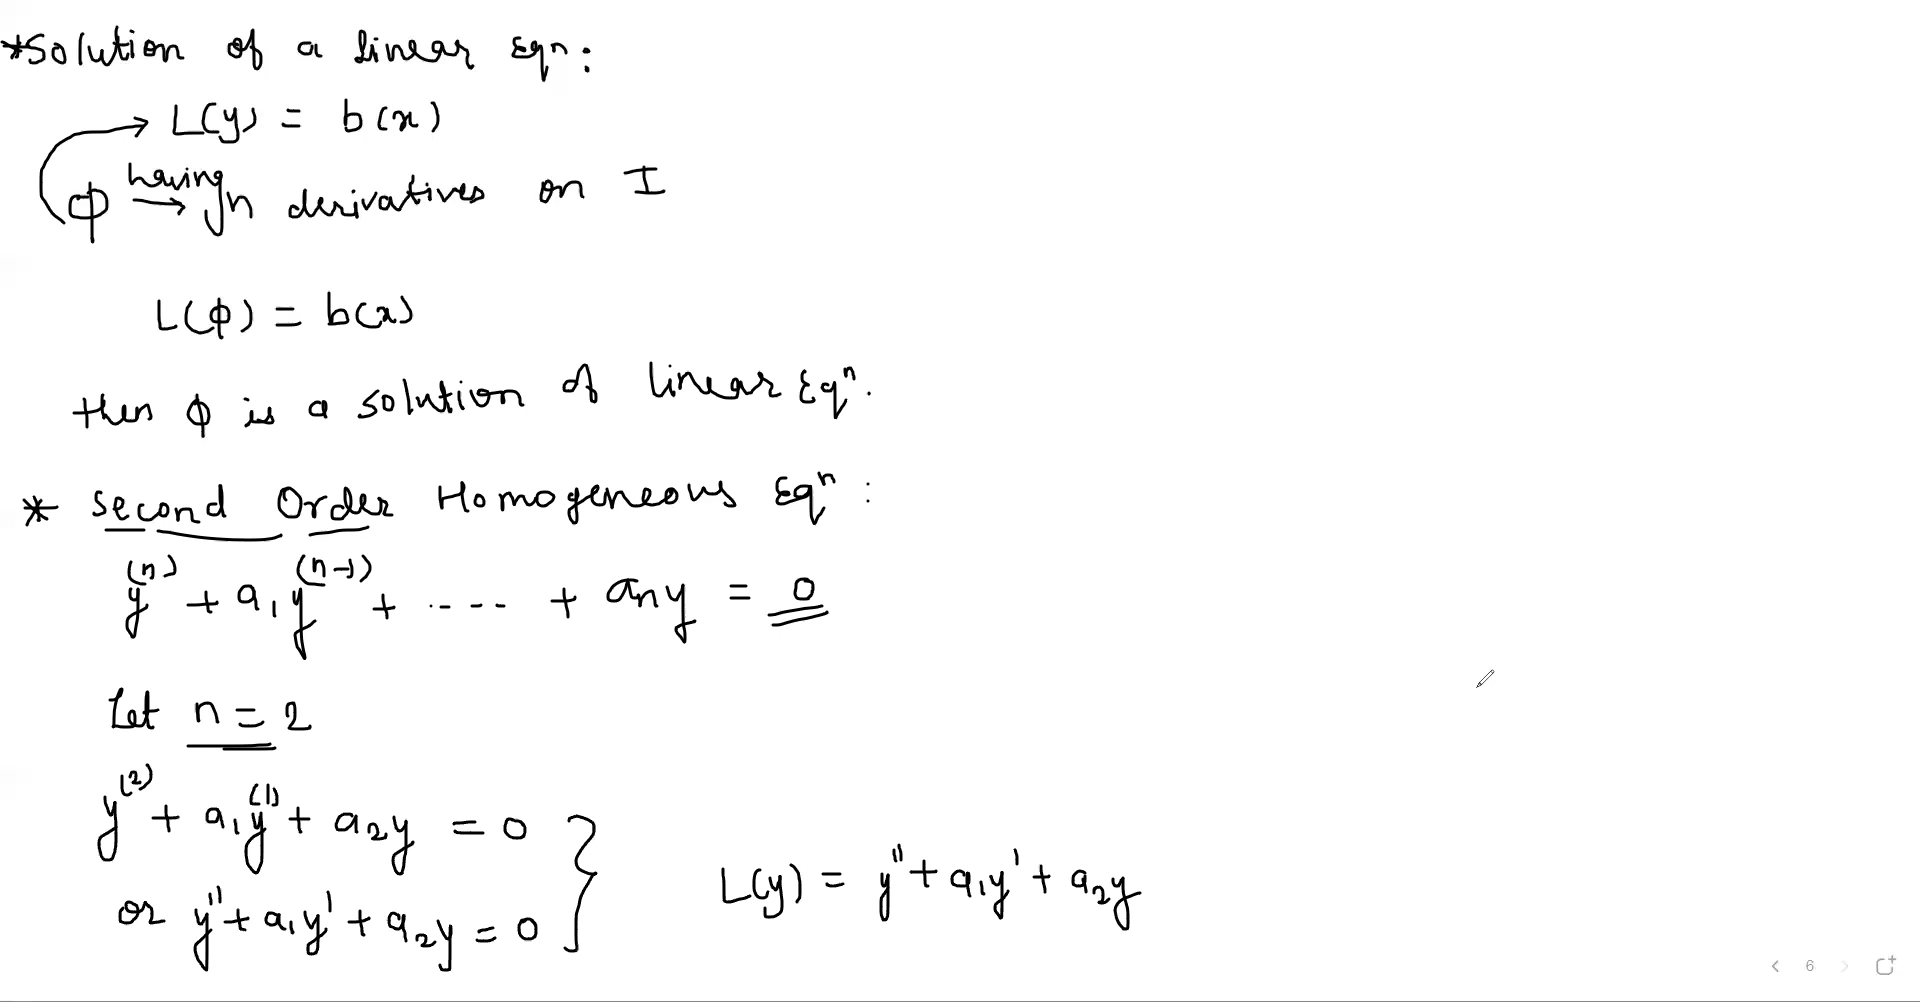 *Solution of a linear Eqn:
L(y) = b(x)
ϕ having → n derivatives on I
L(ϕ) = b(x)
then ϕ is a solution of linear Eqⁿ.
* Second Order Homogeneous Eqⁿ:
y⁽ⁿ⁾ + a₁y⁽ⁿ⁻¹⁾ + ---- + aₙy = 0
Let n = 2
y⁽²⁾ + a₁y⁽¹⁾ + a₂y = 0
or y'' + a₁y' + a₂y = 0
L(y) = y'' + a₁y' + a₂y
6